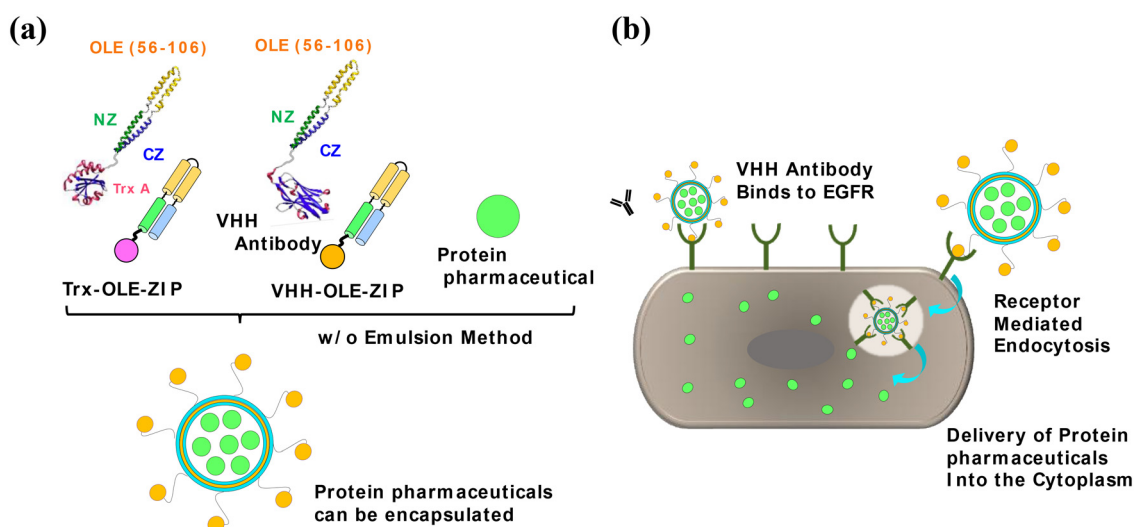 (a)
OLE (56-106)
NZ
CZ
Trx A
Trx-OLE-ZIP
OLE (56-106)
NZ
CZ
VHH
Antibody
VHH-OLE-ZIP
Protein
pharmaceutical
w/o Emulsion Method
Protein pharmaceuticals
can be encapsulated
(b)
VHH Antibody
Binds to EGFR
Receptor
Mediated
Endocytosis
Delivery of Protein
pharmaceuticals
Into the Cytoplasm